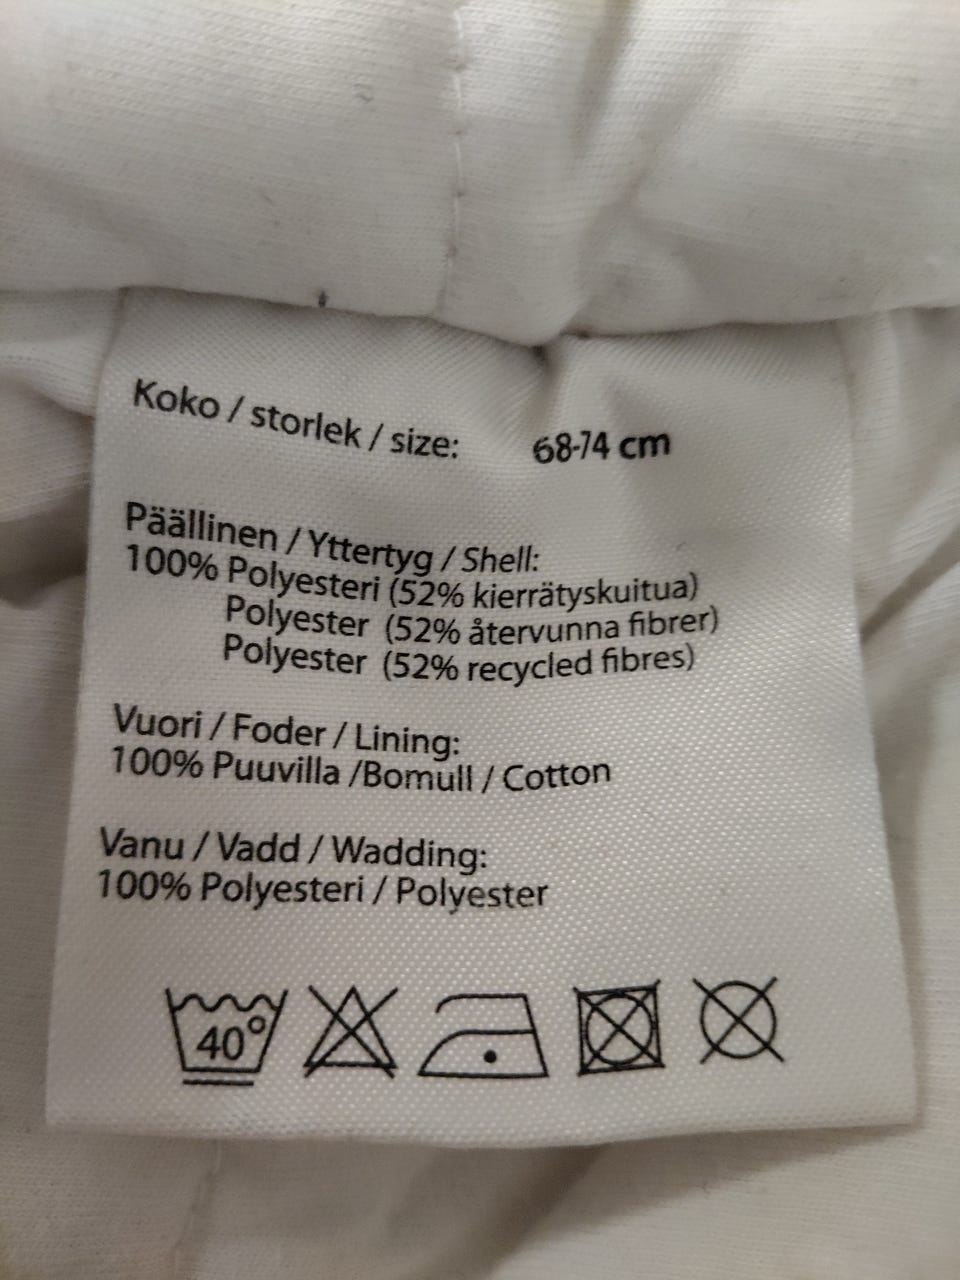 Koko / storlek / size: 68-74 cm
Päällinen / Yttertyg / Shell:
100% Polyesteri (52% kierrätyskuitua)
Polyester (52% återvunna fibrer)
Polyester (52% recycled fibres)
Vuori / Foder / Lining:
100% Puuvilla /Bomull / Cotton
Vanu / Vadd / Wadding:
100% Polyesteri / Polyester
40°